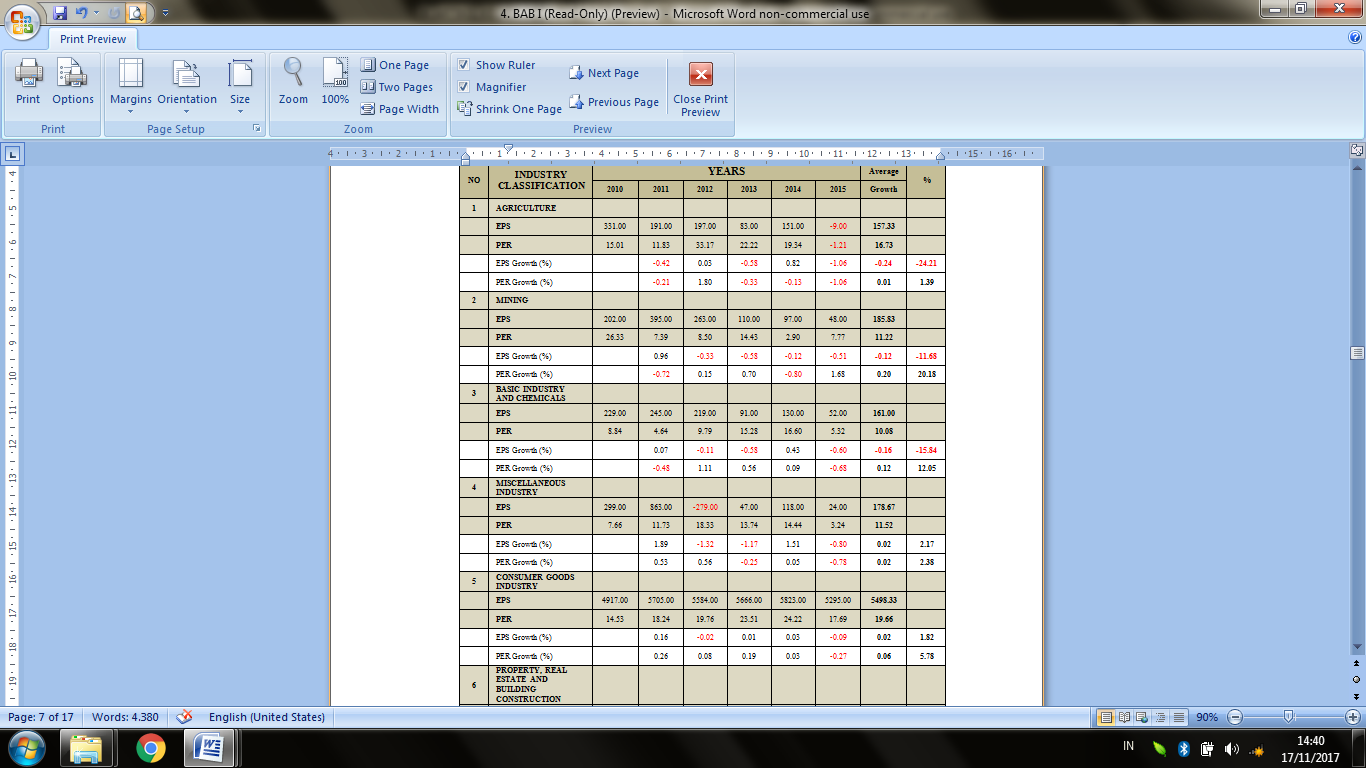 4. BAB I (Read-Only) (Preview) - Microsoft Word non-commercial use
Print Preview
Print
Options
Margins
Orientation
Size
Zoom
100%
One Page
Two Pages
Page Width
Show Ruler
Magnifier
Shrink One Page
Next Page
Previous Page
Close Print
Preview
Print
Page Setup
Zoom
Preview
NO INDUSTRY CLASSIFICATION YEARS Average %
2010 2011 2012 2013 2014 2015 Growth
1 AGRICULTURE
EPS 331.00 191.00 197.00 83.00 151.00 -9.00 157.33
PER 15.01 11.83 33.17 22.22 19.34 -1.21 16.73
EPS Growth (%) -0.42 0.03 -0.58 0.82 -1.06 -0.24 -24.21
PER Growth (%) -0.21 1.80 -0.33 -0.13 -1.06 0.01 1.39
2 MINING
EPS 202.00 395.00 263.00 110.00 97.00 48.00 185.83
PER 26.33 7.39 8.50 14.43 2.90 7.77 11.22
EPS Growth (%) 0.96 -0.33 -0.58 -0.12 -0.51 -0.12 -11.68
PER Growth (%) -0.72 0.15 0.70 -0.80 1.68 0.20 20.18
3 BASIC INDUSTRY
AND CHEMICALS
EPS 229.00 245.00 219.00 91.00 130.00 52.00 161.00
PER 8.84 4.64 9.79 15.28 16.60 5.32 10.08
EPS Growth (%) 0.07 -0.11 -0.58 0.43 -0.60 -0.16 -15.84
PER Growth (%) -0.48 1.11 0.56 0.09 -0.68 0.12 12.05
4 MISCELLANEOUS
INDUSTRY
EPS 299.00 863.00 -279.00 47.00 118.00 24.00 178.67
PER 7.66 11.73 18.33 13.74 14.44 3.24 11.52
EPS Growth (%) 1.89 -1.32 -1.17 1.51 -0.80 0.02 2.17
PER Growth (%) 0.53 0.56 -0.25 0.05 -0.78 0.02 2.38
5 CONSUMER GOODS
INDUSTRY
EPS 4917.00 5705.00 5584.00 5666.00 5823.00 5295.00 5498.33
PER 14.53 18.24 19.76 23.51 24.22 17.69 19.66
EPS Growth (%) 0.16 -0.02 0.01 0.03 -0.09 0.02 1.82
PER Growth (%) 0.26 0.08 0.19 0.03 -0.27 0.06 5.78
6 PROPERTY, REAL
ESTATE AND
BUILDING
CONSTRUCTION
Page: 7 of 17 Words: 4.380 English (United States) 90%
IN
14:40
17/11/2017